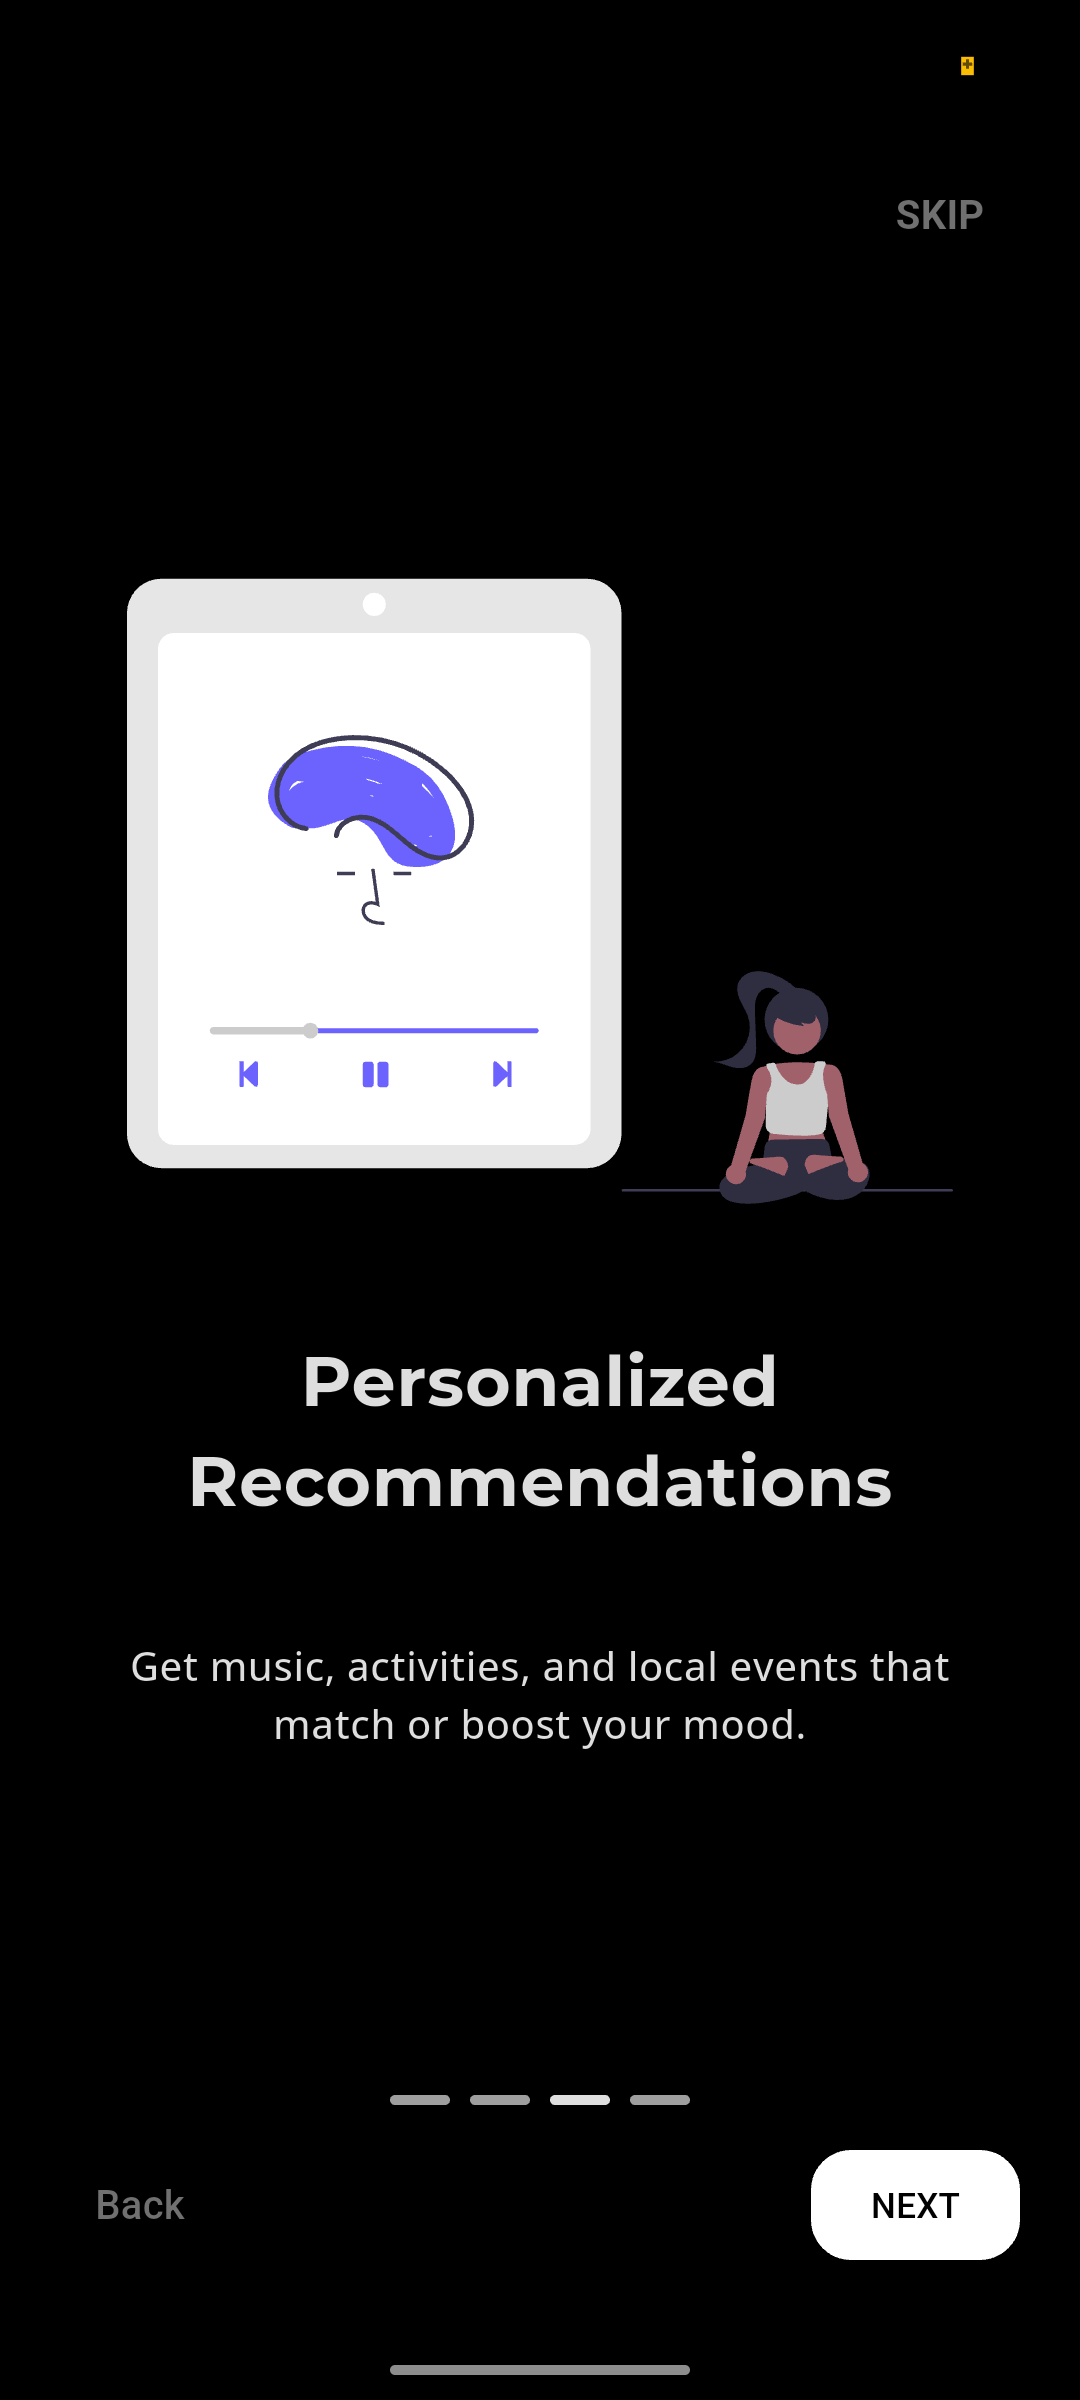 SKIP
Personalized
Recommendations
Get music, activities, and local events that
match or boost your mood.
Back
NEXT